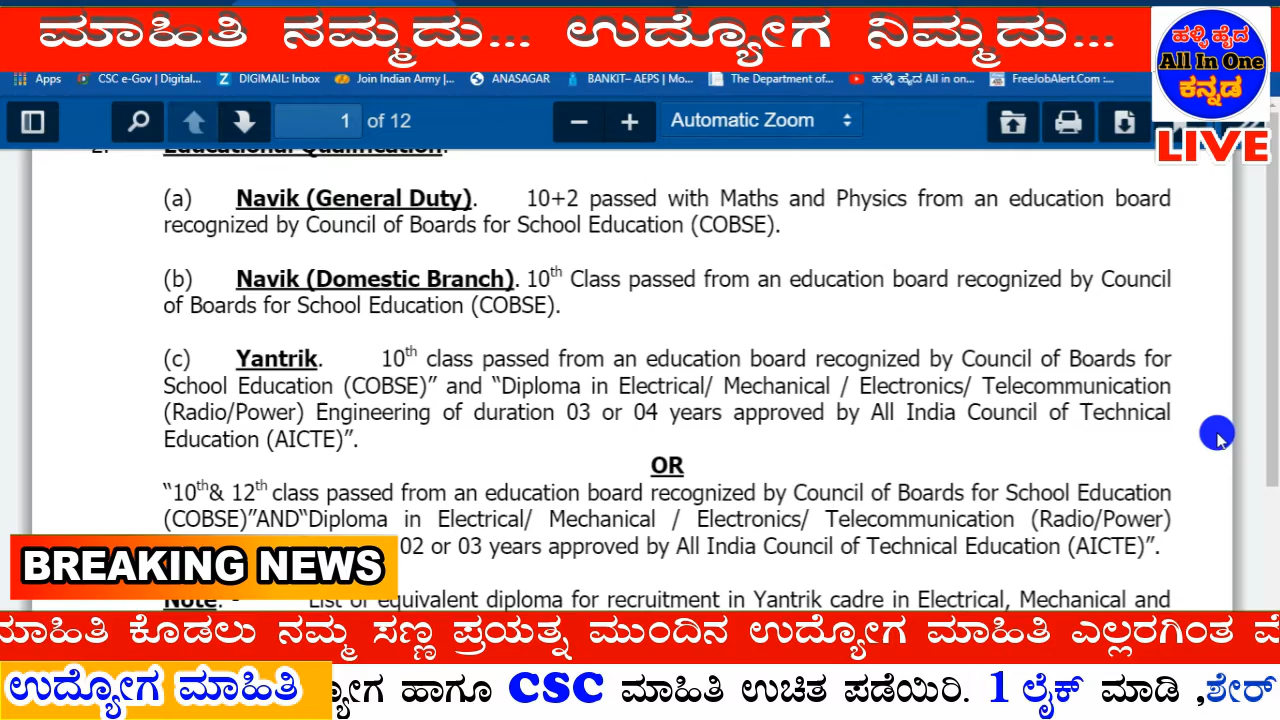 ಮಾಹಿತಿ ನಮ್ಮದು... ಉದ್ಯೋಗ ನಿಮ್ಮದು...
ಹಳ್ಳಿ ಹೈದ
All In One
ಕನ್ನಡ
LIVE
Apps CSC e-Gov | Digital... DIGIMAIL: Inbox Join Indian Army |... ANASAGAR BANKIT– AEPS | Mo... The Department of... ಹಳ್ಳಿ ಹೈದ All in on... FreeJobAlert.Com :...
1 of 12 Automatic Zoom
2. Educational Qualification.
(a) Navik (General Duty). 10+2 passed with Maths and Physics from an education board
recognized by Council of Boards for School Education (COBSE).
(b) Navik (Domestic Branch). 10th Class passed from an education board recognized by Council
of Boards for School Education (COBSE).
(c) Yantrik. 10th class passed from an education board recognized by Council of Boards for
School Education (COBSE)” and “Diploma in Electrical/ Mechanical / Electronics/ Telecommunication
(Radio/Power) Engineering of duration 03 or 04 years approved by All India Council of Technical
Education (AICTE)”.
OR
“10th& 12th class passed from an education board recognized by Council of Boards for School Education
(COBSE)”AND“Diploma in Electrical/ Mechanical / Electronics/ Telecommunication (Radio/Power)
02 or 03 years approved by All India Council of Technical Education (AICTE)”.
BREAKING NEWS
Note: - List of equivalent diploma for recruitment in Yantrik cadre in Electrical, Mechanical and
ಮಾಹಿತಿ ಕೊಡಲು ನಮ್ಮ ಸಣ್ಣ ಪ್ರಯತ್ನ ಮುಂದಿನ ಉದ್ಯೋಗ ಮಾಹಿತಿ ಎಲ್ಲರಗಿಂತ
ಉದ್ಯೋಗ ಮಾಹಿತಿ
ಹಾಗೂ CSC ಮಾಹಿತಿ ಉಚಿತ ಪಡೆಯಿರಿ. 1 ಲೈಕ್ ಮಾಡಿ ,ಶೇರ್